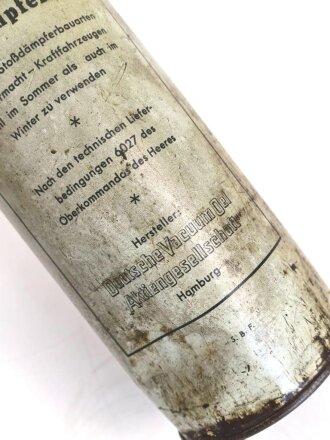 Stoßdämpferbauarten
macht-Kraftfahrzeugen
im Sommer als auch im
Winter zu verwenden
*
Nach den technischen Liefer-
bedingungen 6027 des
Oberkommandos des Heeres
*
Hersteller:
Deutsche Vacuum Oel
Aktiengesellschaft
Hamburg
J.B.F.